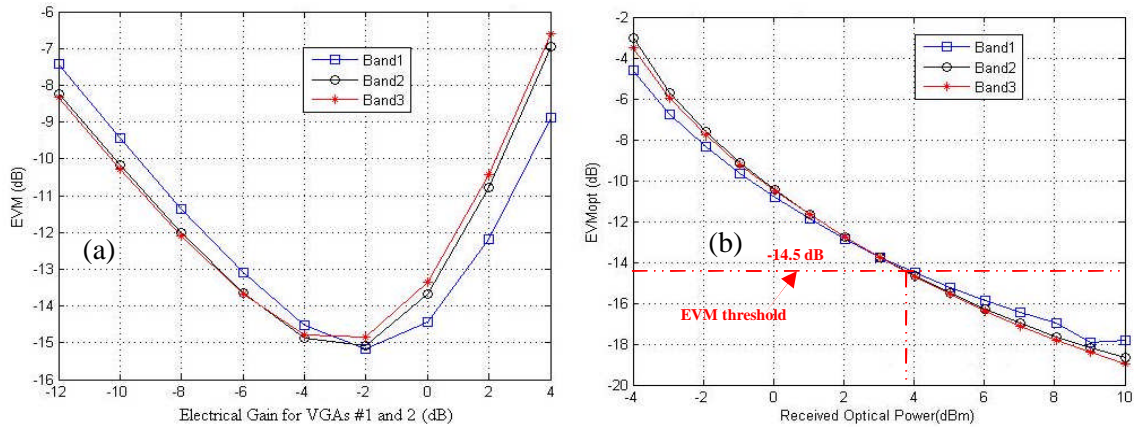 -6
-7
-8
-9
-10
-11
-12
-13
-14
-15
-16
EVM (dB)
-12 -10 -8 -6 -4 -2 0 2 4
Electrical Gain for VGAs #1 and 2 (dB)
Band1
Band2
Band3
(a)
-2
-4
-6
-8
-10
-12
-14
-16
-18
-20
EVMopt (dB)
-4 -2 0 2 4 6 8 10
Received Optical Power(dBm)
Band1
Band2
Band3
(b)
-14.5 dB
EVM threshold